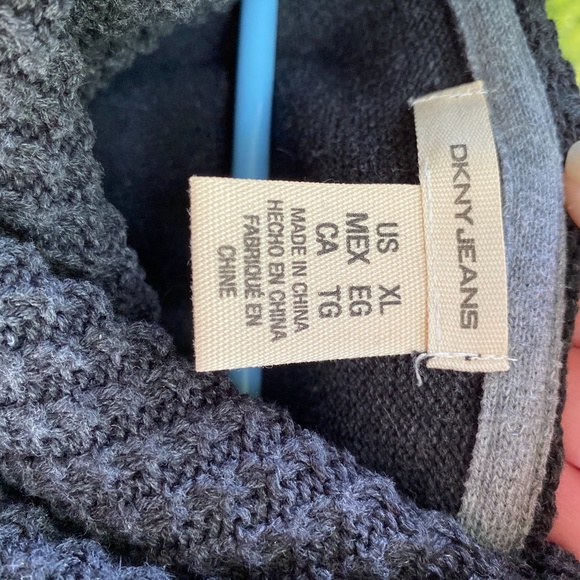 DKNY JEANS
US XL
MEX EG
CA TG
MADE IN CHINA
HECHO EN CHINA
FABRIQUÉ EN
CHINE